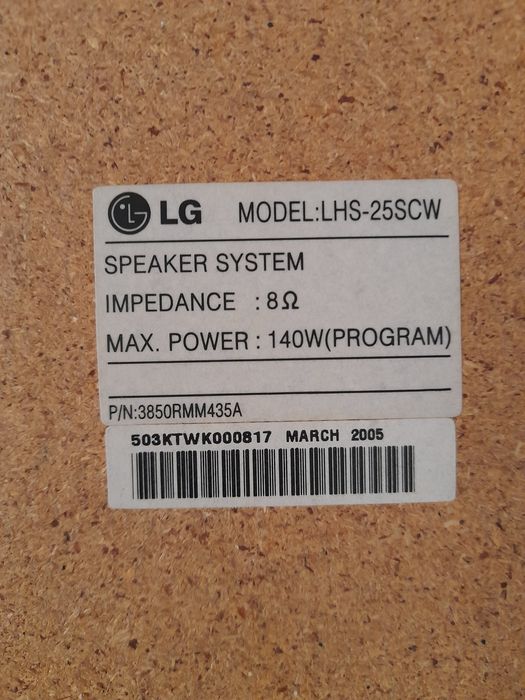 LG MODEL:LHS-25SCW
SPEAKER SYSTEM
IMPEDANCE : 8Ω
MAX. POWER : 140W(PROGRAM)
P/N:3850RMM435A
503KTWK000817 MARCH 2005